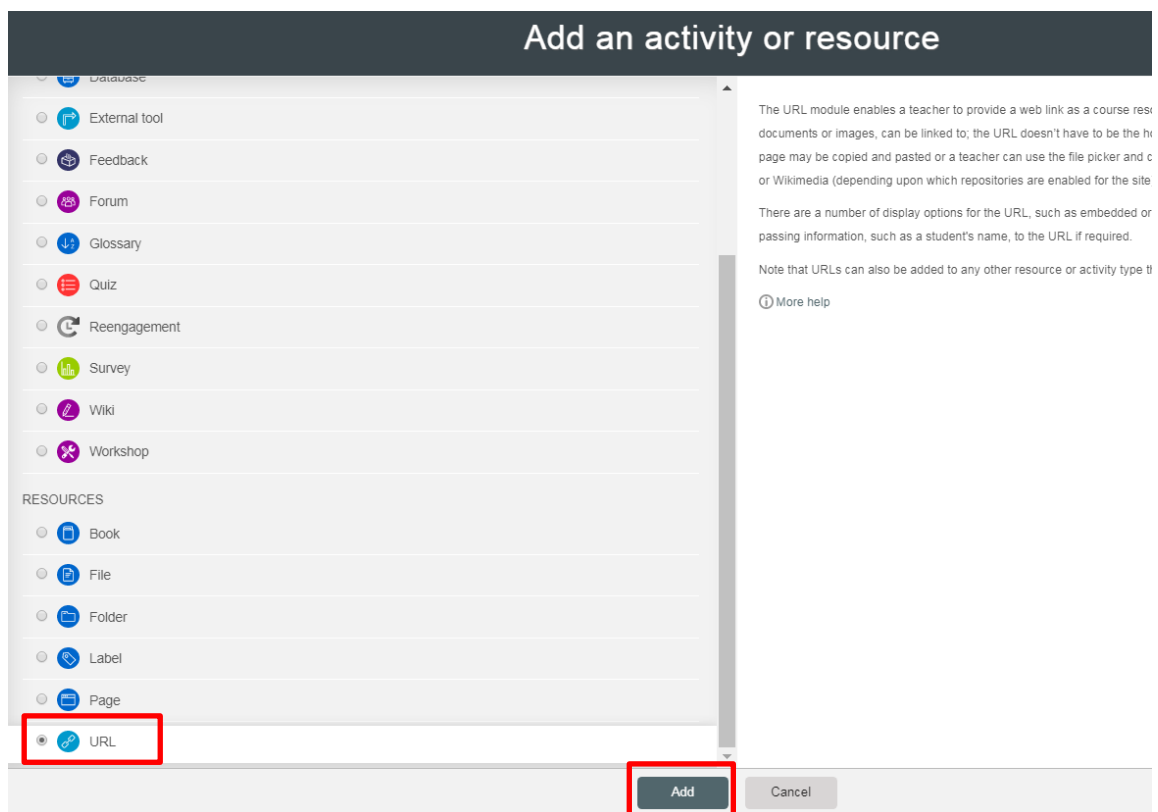 Add an activity or resource
Database
External tool
Feedback
Forum
Glossary
Quiz
Reengagement
Survey
Wiki
Workshop
RESOURCES
Book
File
Folder
Label
Page
URL
The URL module enables a teacher to provide a web link as a course
documents or images, can be linked to; the URL doesn't have to be the
page may be copied and pasted or a teacher can use the file picker and
or Wikimedia (depending upon which repositories are enabled for the site
There are a number of display options for the URL, such as embedded or
passing information, such as a student's name, to the URL if required.
Note that URLs can also be added to any other resource or activity type
More help
Add
Cancel